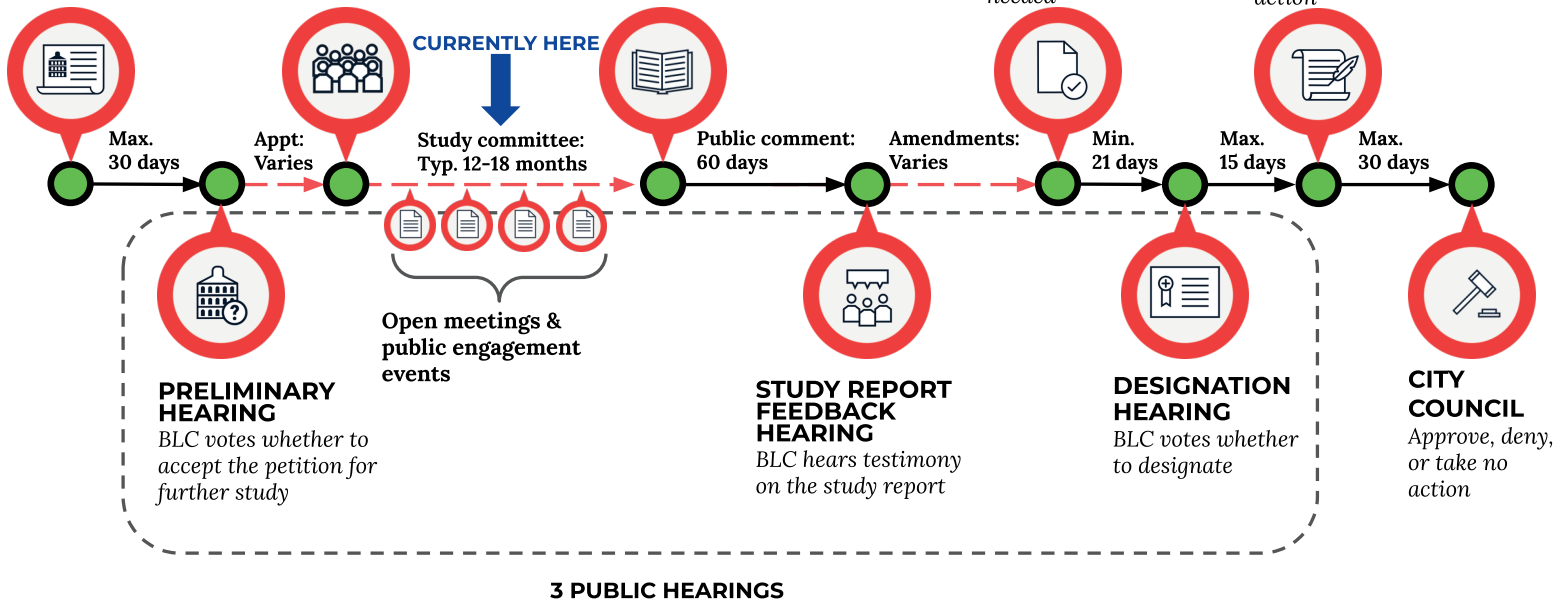 needed
action
CURRENTLY HERE
Max.
30 days
Appt:
Varies
Study committee:
Typ. 12-18 months
Public comment:
60 days
Amendments:
Varies
Min.
21 days
Max.
15 days
Max.
30 days
Open meetings &
public engagement
events
PRELIMINARY
HEARING
BLC votes whether to
accept the petition for
further study
STUDY REPORT
FEEDBACK
HEARING
BLC hears testimony
on the study report
DESIGNATION
HEARING
BLC votes whether
to designate
CITY
COUNCIL
Approve, deny,
or take no
action
3 PUBLIC HEARINGS